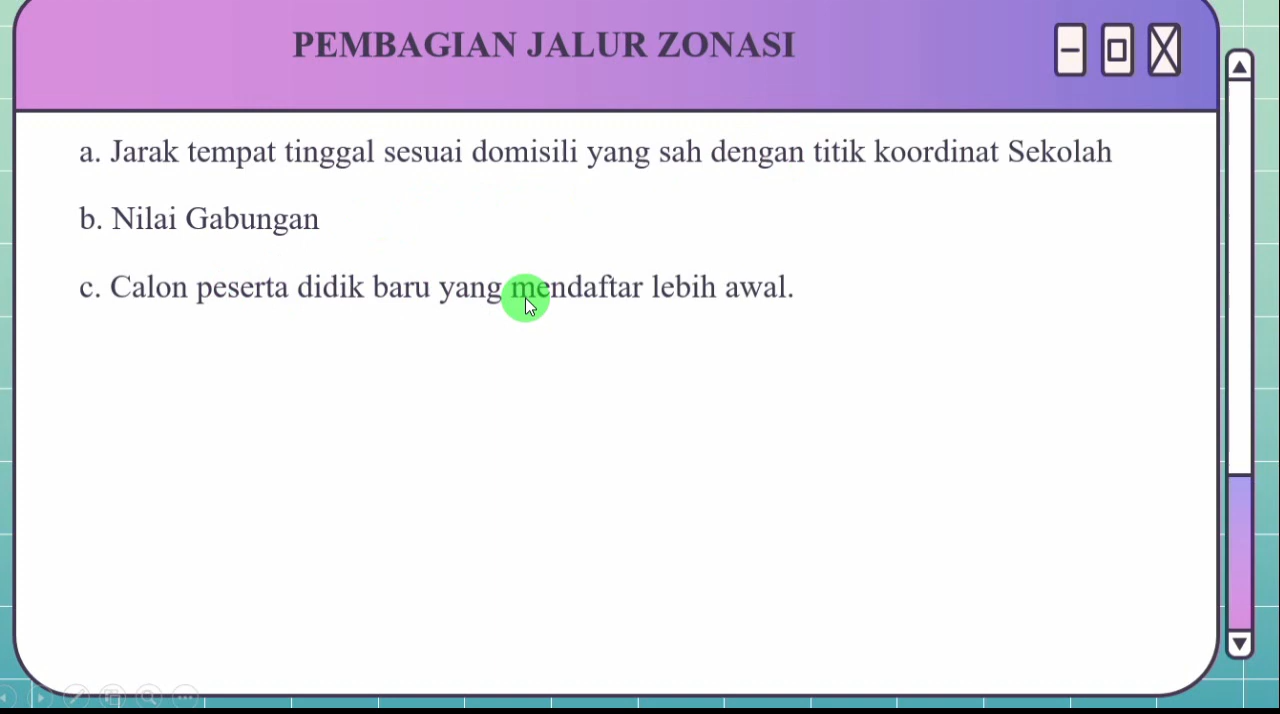 PEMBAGIAN JALUR ZONASI
a. Jarak tempat tinggal sesuai domisili yang sah dengan titik koordinat Sekolah
b. Nilai Gabungan
c. Calon peserta didik baru yang mendaftar lebih awal.